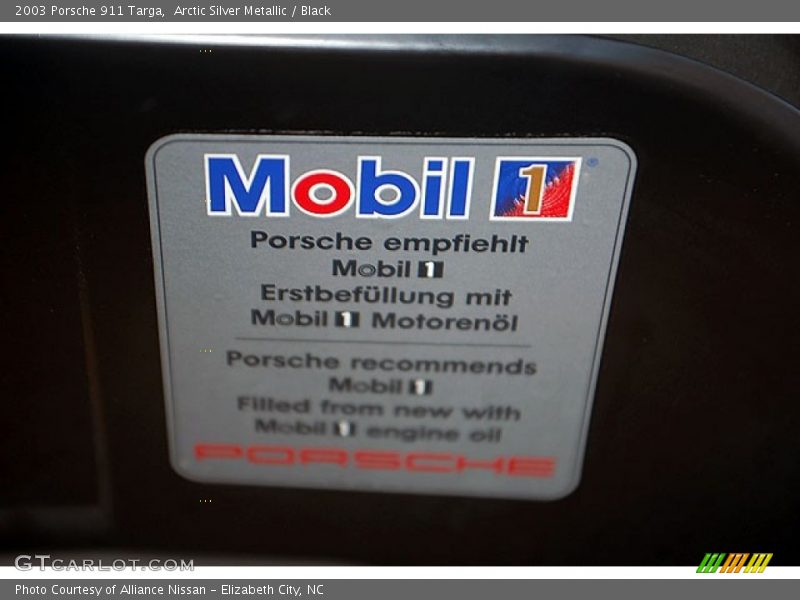 2003 Porsche 911 Targa,  Arctic Silver Metallic / Black
Mobil 1 ®
Porsche empfiehlt
Mobil 1
Erstbefüllung mit
Mobil 1 Motorenöl
Porsche recommends
Mobil 1
Filled from new with
Mobil 1 engine oil
PORSCHE
GTCARLOT.COM
Photo Courtesy of Alliance Nissan – Elizabeth City, NC